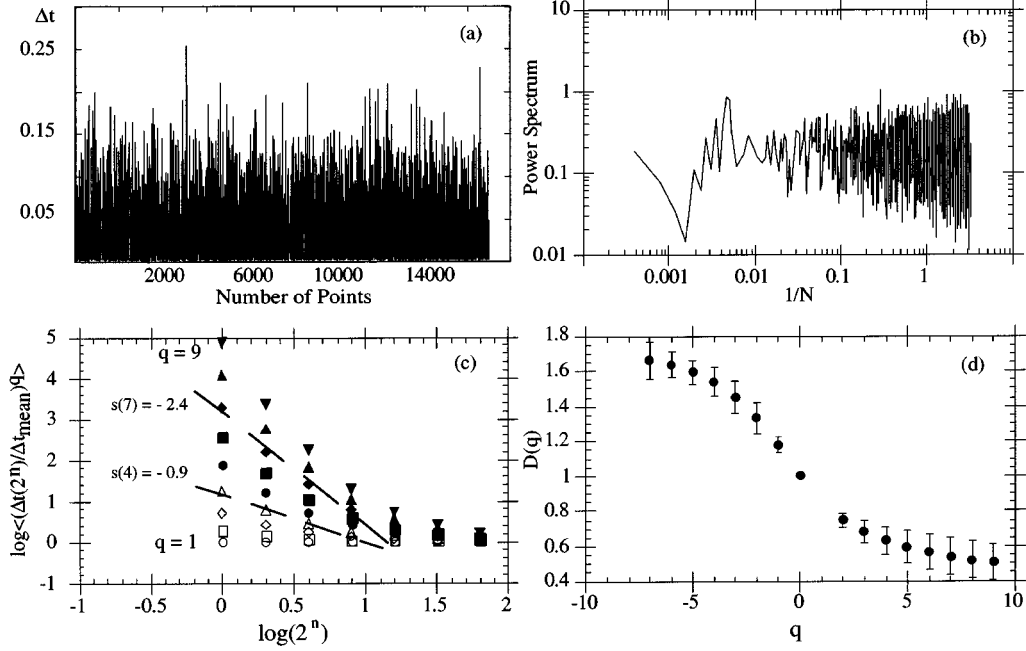 Δt
(a)
0.25
0.15
0.05
2000 6000 10000 14000
Number of Points
Power Spectrum
(b)
10
1
0.1
0.01
0.001 0.01 0.1 1
1/N
log<(Δt(2^n)/Δt_mean)^q>
(c)
5
4
3
2
1
0
-1
q = 9
s(7) = - 2.4
s(4) = - 0.9
q = 1
-1 -0.5 0 0.5 1 1.5 2
log(2^n)
D(q)
(d)
1.8
1.6
1.4
1.2
1
0.8
0.6
0.4
-10 -5 0 5 10
q